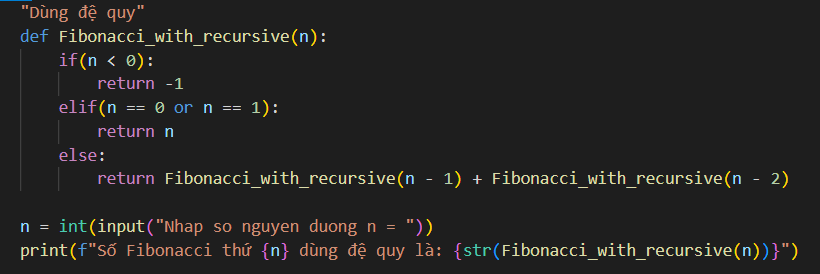 "Dùng đệ quy"
def Fibonacci_with_recursive(n):
    if(n < 0):
        return -1
    elif(n == 0 or n == 1):
        return n
    else:
        return Fibonacci_with_recursive(n - 1) + Fibonacci_with_recursive(n - 2)

n = int(input("Nhap so nguyen duong n = "))
print(f"Số Fibonacci thứ {n} dùng đệ quy là: {str(Fibonacci_with_recursive(n))}")